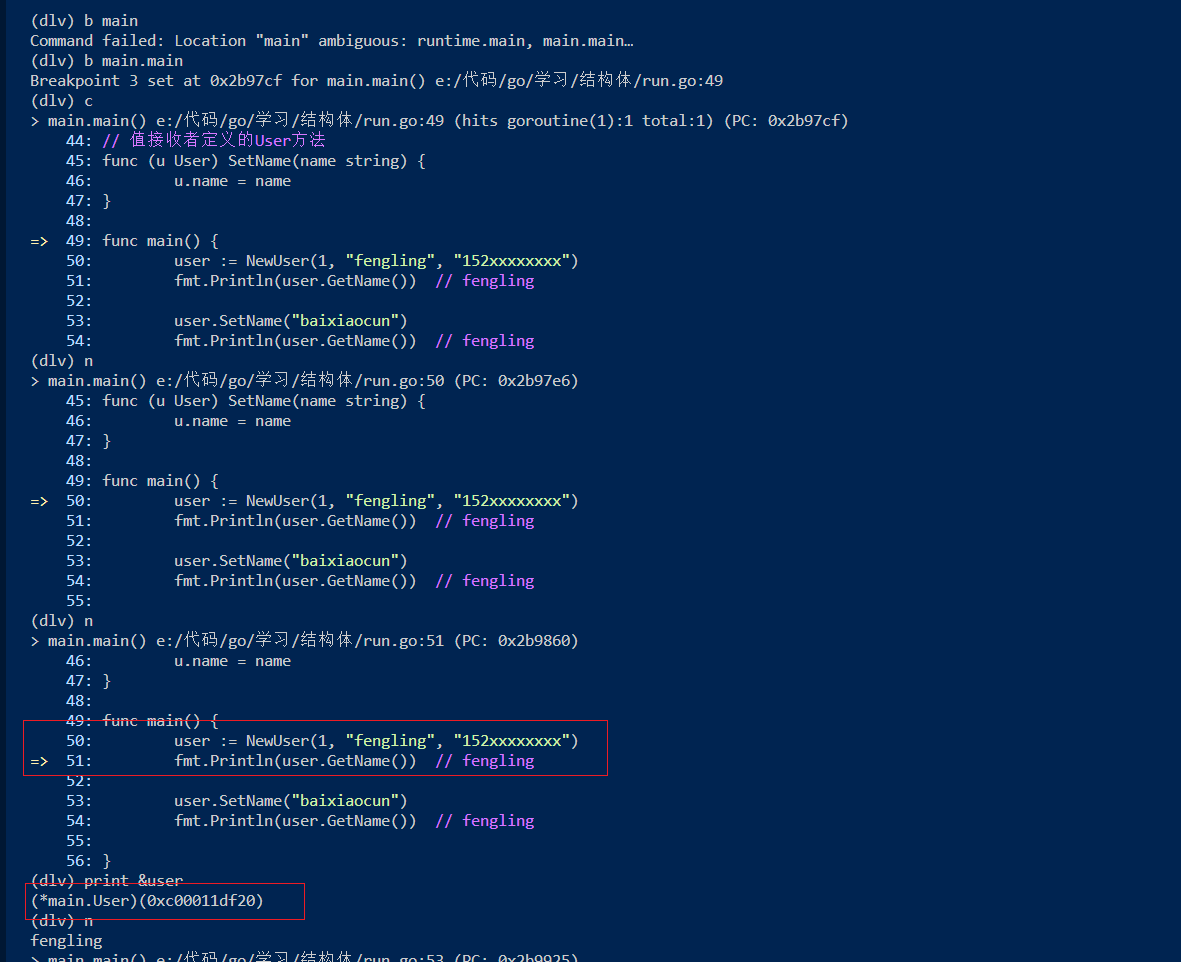 (dlv) b main
Command failed: Location "main" ambiguous: runtime.main, main.main…
(dlv) b main.main
Breakpoint 3 set at 0x2b97cf for main.main() e:/代码/go/学习/结构体/run.go:49
(dlv) c
> main.main() e:/代码/go/学习/结构体/run.go:49 (hits goroutine(1):1 total:1) (PC: 0x2b97cf)
44: // 值接收者定义的User方法
45: func (u User) SetName(name string) {
46: u.name = name
47: }
48:
=> 49: func main() {
50: user := NewUser(1, "fengling", "152xxxxxxxx")
51: fmt.Println(user.GetName()) // fengling
52:
53: user.SetName("baixiaocun")
54: fmt.Println(user.GetName()) // fengling
(dlv) n
> main.main() e:/代码/go/学习/结构体/run.go:50 (PC: 0x2b97e6)
45: func (u User) SetName(name string) {
46: u.name = name
47: }
48:
49: func main() {
=> 50: user := NewUser(1, "fengling", "152xxxxxxxx")
51: fmt.Println(user.GetName()) // fengling
52:
53: user.SetName("baixiaocun")
54: fmt.Println(user.GetName()) // fengling
55:
(dlv) n
> main.main() e:/代码/go/学习/结构体/run.go:51 (PC: 0x2b9860)
46: u.name = name
47: }
48:
49: func main() {
50: user := NewUser(1, "fengling", "152xxxxxxxx")
=> 51: fmt.Println(user.GetName()) // fengling
52:
53: user.SetName("baixiaocun")
54: fmt.Println(user.GetName()) // fengling
55:
56: }
(dlv) print &user
(*main.User)(0xc00011df20)
(dlv) n
fengling
> main.main() e:/代码/go/学习/结构体/run.go:53 (PC: 0x2b9925)